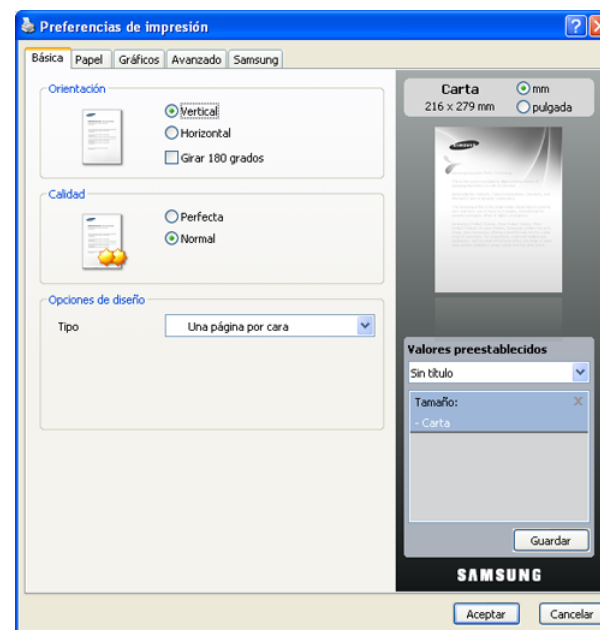 Preferencias de impresión
Básica Papel Gráficos Avanzado Samsung
Orientación
Vertical
Horizontal
Girar 180 grados
Calidad
Perfecta
Normal
Opciones de diseño
Tipo Una página por cara
Carta
216 x 279 mm
mm
pulgada
SAMSUNG
Valores preestablecidos
Sin título
Tamaño:
- Carta
Guardar
SAMSUNG
Aceptar Cancelar